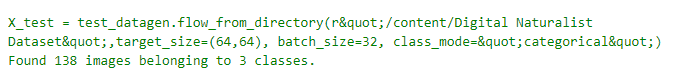 X_test = test_datagen.flow_from_directory(r&quot;/content/Digital Naturalist
Dataset&quot;,target_size=(64,64), batch_size=32, class_mode=&quot;categorical&quot;)
Found 138 images belonging to 3 classes.